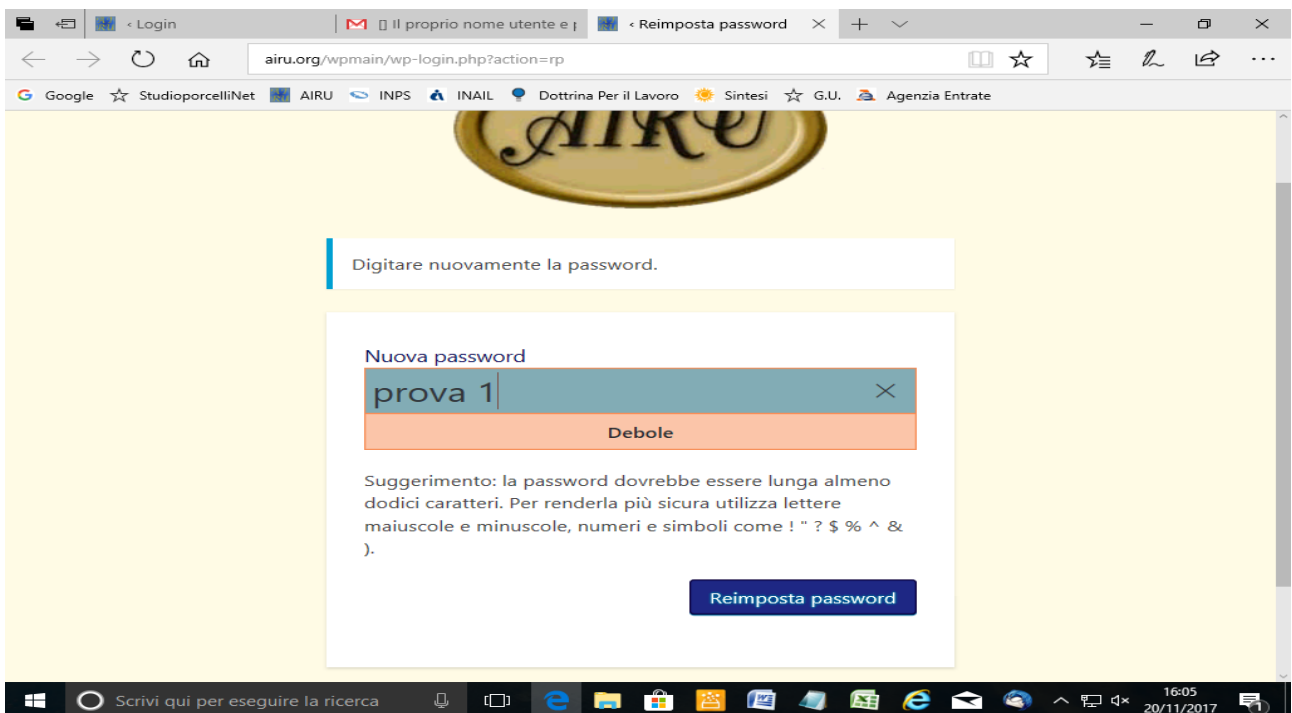 ‹ Login
Il proprio nome utente e p
‹ Reimposta password
airu.org/wpmain/wp-login.php?action=rp
Google StudioporcelliNet AIRU INPS INAIL Dottrina Per il Lavoro Sintesi G.U. Agenzia Entrate
AIRU
Digitare nuovamente la password.
Nuova password
prova 1
Debole
Suggerimento: la password dovrebbe essere lunga almeno
dodici caratteri. Per renderla più sicura utilizza lettere
maiuscole e minuscole, numeri e simboli come ! " ? $ % ^ &
).
Reimposta password
Scrivi qui per eseguire la ricerca
16:05
20/11/2017